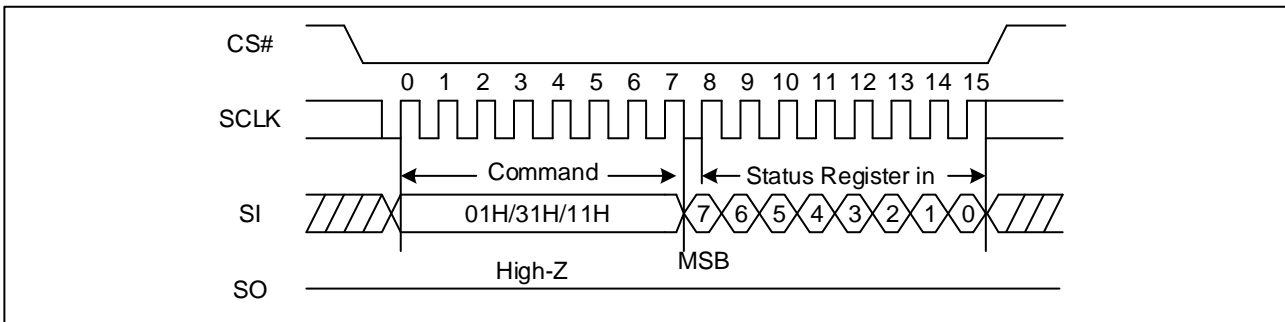 CS#
0 1 2 3 4 5 6 7 8 9 10 11 12 13 14 15
SCLK
Command Status Register in
SI 01H/31H/11H 7 6 5 4 3 2 1 0
High-Z MSB
SO